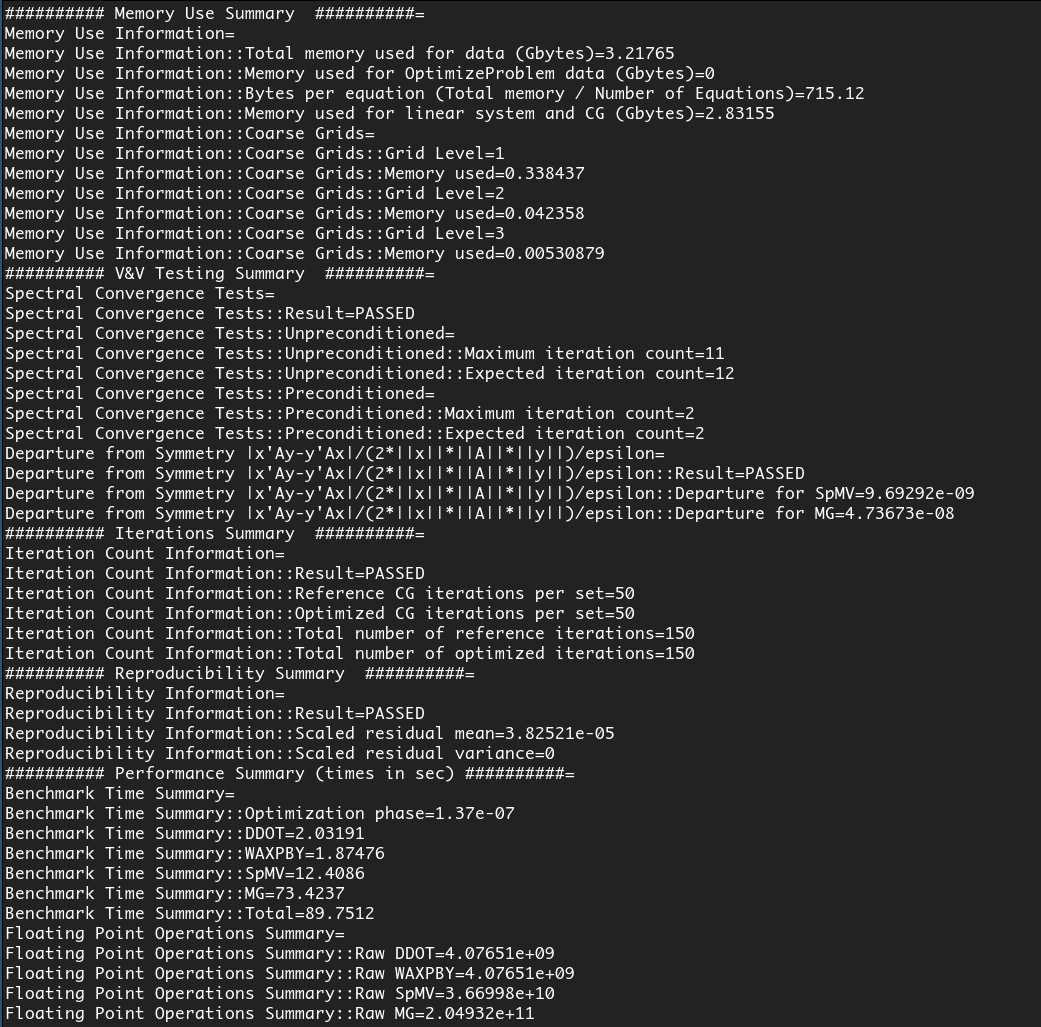 ########## Memory Use Summary  ##########=
Memory Use Information=
Memory Use Information::Total memory used for data (Gbytes)=3.21765
Memory Use Information::Memory used for OptimizeProblem data (Gbytes)=0
Memory Use Information::Bytes per equation (Total memory / Number of Equations)=715.12
Memory Use Information::Memory used for linear system and CG (Gbytes)=2.83155
Memory Use Information::Coarse Grids=
Memory Use Information::Coarse Grids::Grid Level=1
Memory Use Information::Coarse Grids::Memory used=0.338437
Memory Use Information::Coarse Grids::Grid Level=2
Memory Use Information::Coarse Grids::Memory used=0.042358
Memory Use Information::Coarse Grids::Grid Level=3
Memory Use Information::Coarse Grids::Memory used=0.00530879
########## V&V Testing Summary  ##########=
Spectral Convergence Tests=
Spectral Convergence Tests::Result=PASSED
Spectral Convergence Tests::Unpreconditioned=
Spectral Convergence Tests::Unpreconditioned::Maximum iteration count=11
Spectral Convergence Tests::Unpreconditioned::Expected iteration count=12
Spectral Convergence Tests::Preconditioned=
Spectral Convergence Tests::Preconditioned::Maximum iteration count=2
Spectral Convergence Tests::Preconditioned::Expected iteration count=2
Departure from Symmetry |x'Ay-y'Ax|/(2*||x||*||A||*||y||)/epsilon=
Departure from Symmetry |x'Ay-y'Ax|/(2*||x||*||A||*||y||)/epsilon::Result=PASSED
Departure from Symmetry |x'Ay-y'Ax|/(2*||x||*||A||*||y||)/epsilon::Departure for SpMV=9.69292e-09
Departure from Symmetry |x'Ay-y'Ax|/(2*||x||*||A||*||y||)/epsilon::Departure for MG=4.73673e-08
########## Iterations Summary  ##########=
Iteration Count Information=
Iteration Count Information::Result=PASSED
Iteration Count Information::Reference CG iterations per set=50
Iteration Count Information::Optimized CG iterations per set=50
Iteration Count Information::Total number of reference iterations=150
Iteration Count Information::Total number of optimized iterations=150
########## Reproducibility Summary  ##########=
Reproducibility Information=
Reproducibility Information::Result=PASSED
Reproducibility Information::Scaled residual mean=3.82521e-05
Reproducibility Information::Scaled residual variance=0
########## Performance Summary (times in sec) ##########=
Benchmark Time Summary=
Benchmark Time Summary::Optimization phase=1.37e-07
Benchmark Time Summary::DDOT=2.03191
Benchmark Time Summary::WAXPBY=1.87476
Benchmark Time Summary::SpMV=12.4086
Benchmark Time Summary::MG=73.4237
Benchmark Time Summary::Total=89.7512
Floating Point Operations Summary=
Floating Point Operations Summary::Raw DDOT=4.07651e+09
Floating Point Operations Summary::Raw WAXPBY=4.07651e+09
Floating Point Operations Summary::Raw SpMV=3.66998e+10
Floating Point Operations Summary::Raw MG=2.04932e+11